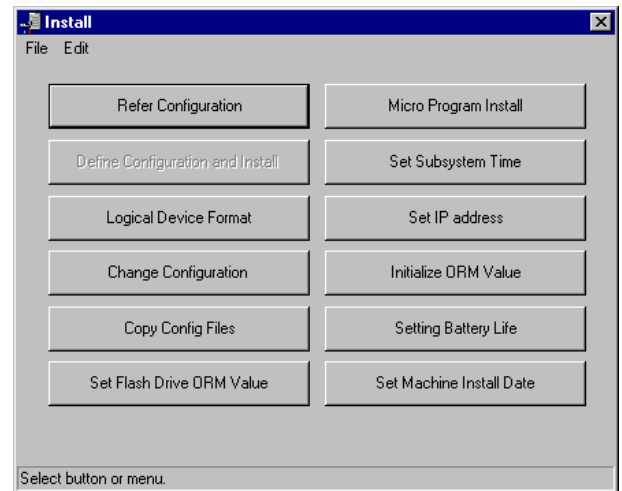 Install
File Edit
Refer Configuration
Micro Program Install
Define Configuration and Install
Set Subsystem Time
Logical Device Format
Set IP address
Change Configuration
Initialize ORM Value
Copy Config Files
Setting Battery Life
Set Flash Drive ORM Value
Set Machine Install Date
Select button or menu.